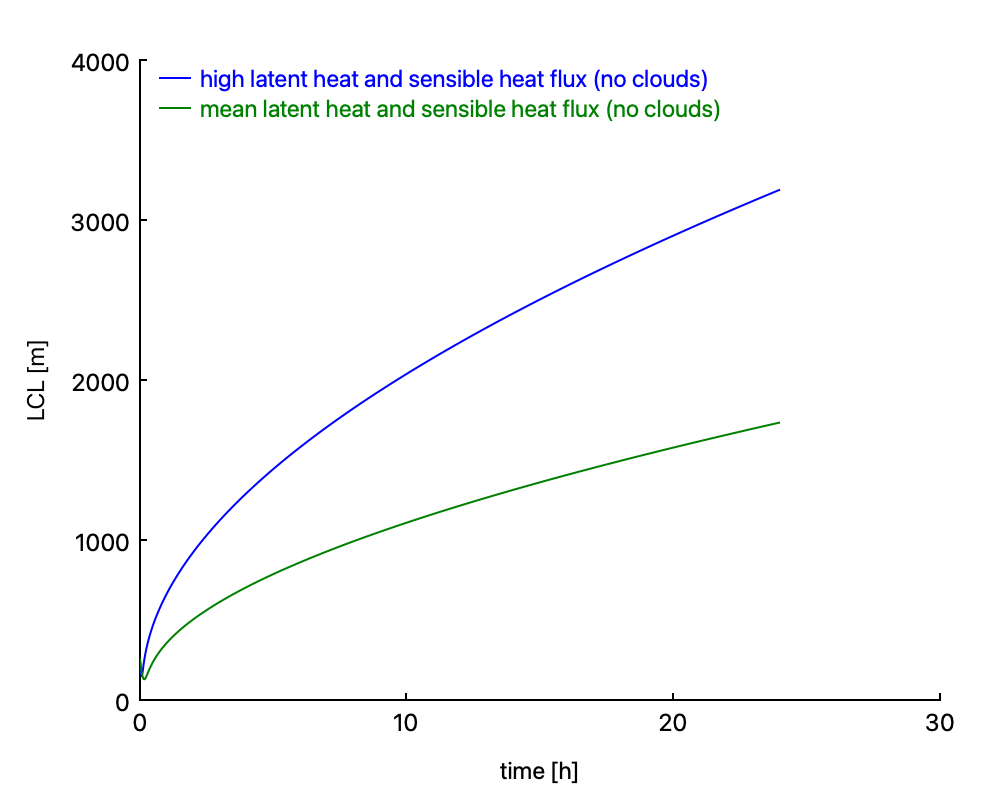 4000
high latent heat and sensible heat flux (no clouds)
mean latent heat and sensible heat flux (no clouds)
3000
LCL [m]
2000
1000
0
0 10 20 30
time [h]